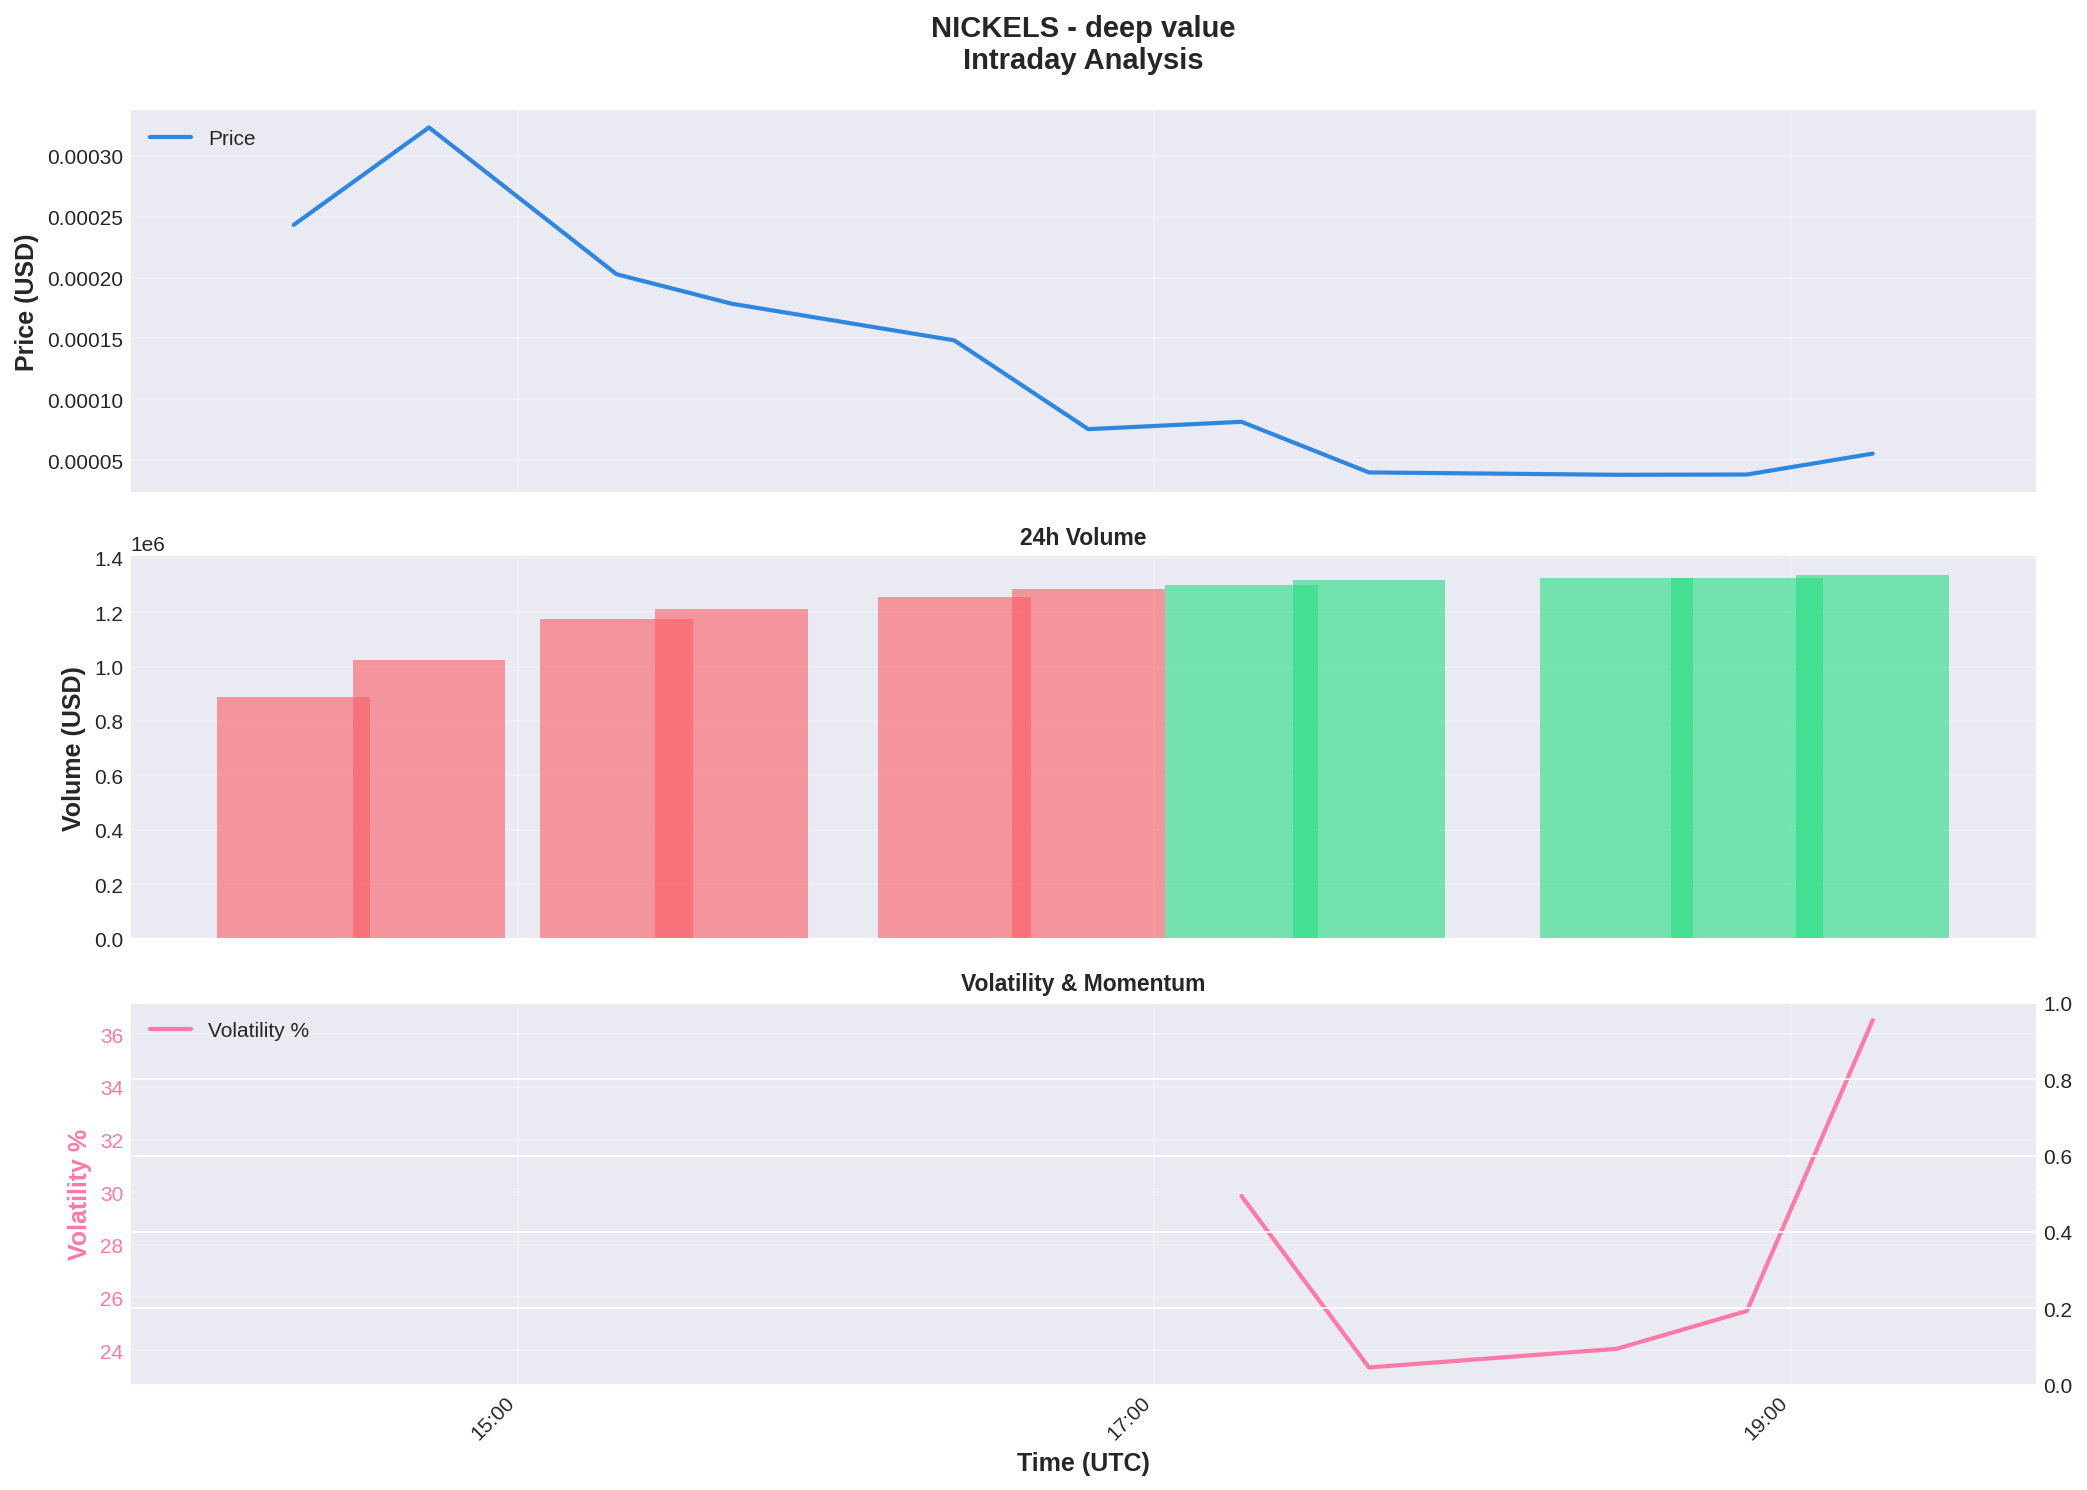 NICKELS - deep value
Intraday Analysis
Price
0.00030
0.00025
0.00020
0.00015
0.00010
0.00005
Price (USD)
24h Volume
1e6
1.4
1.2
1.0
0.8
0.6
0.4
0.2
0.0
Volume (USD)
Volatility & Momentum
Volatility %
36
34
32
30
28
26
24
Volatility %
1.0
0.8
0.6
0.4
0.2
0.0
15:00
17:00
19:00
Time (UTC)